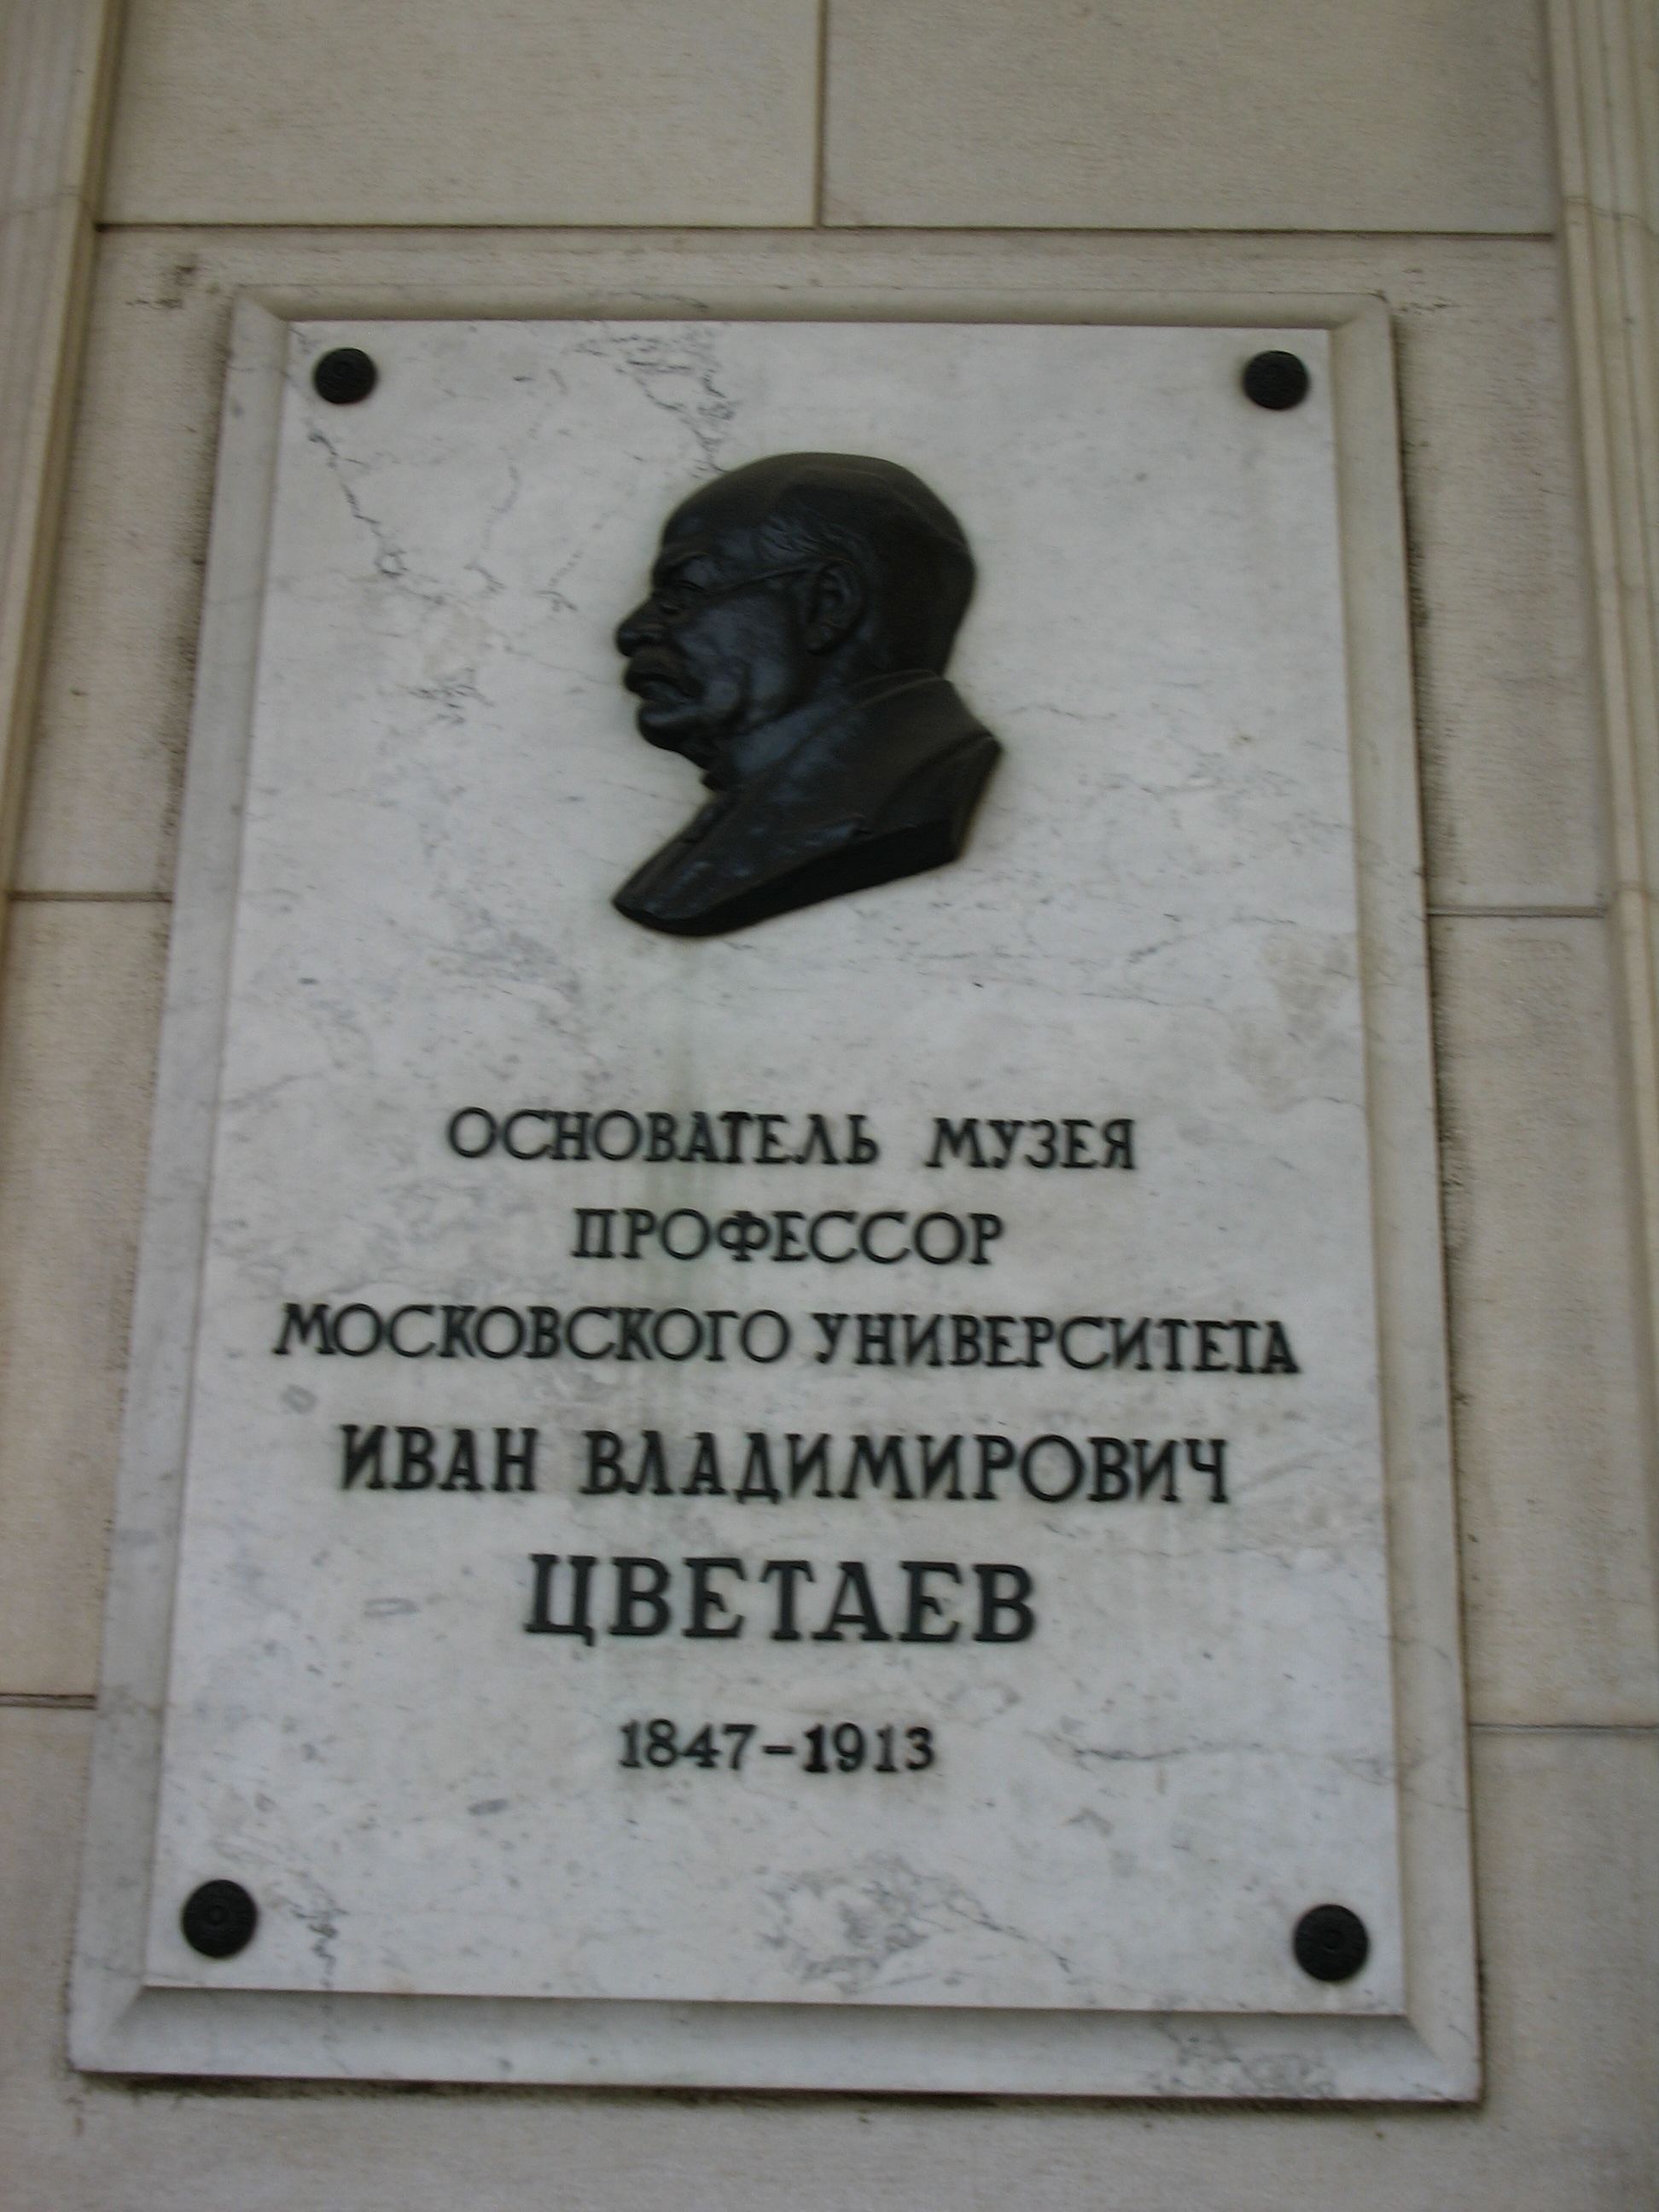 ОСНОВАТЕЛЬ МУЗЕЯ
ПРОФЕССОР
МОСКОВСКОГО УНИВЕРСИТЕТА
ИВАН ВЛАДИМИРОВИЧ
ЦВЕТАЕВ
1847-1913